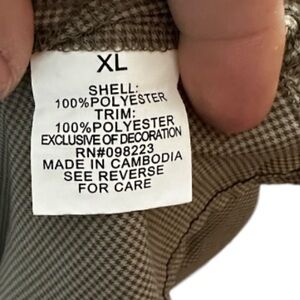 XL
SHELL:
100%POLYESTER
TRIM:
100%POLYESTER
EXCLUSIVE OF DECORATION
RN#098223
MADE IN CAMBODIA
SEE REVERSE
FOR CARE